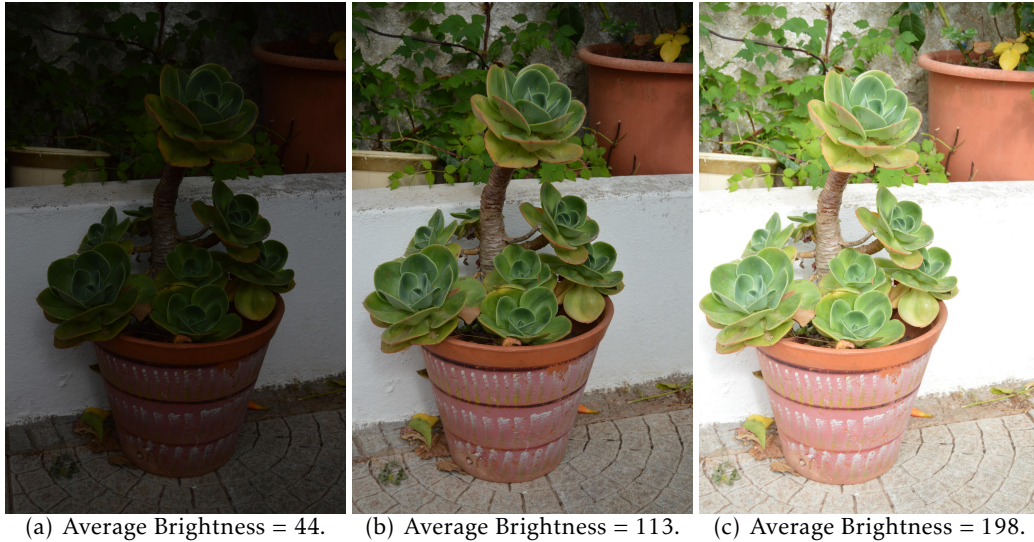 (a) Average Brightness = 44.
(b) Average Brightness = 113.
(c) Average Brightness = 198.